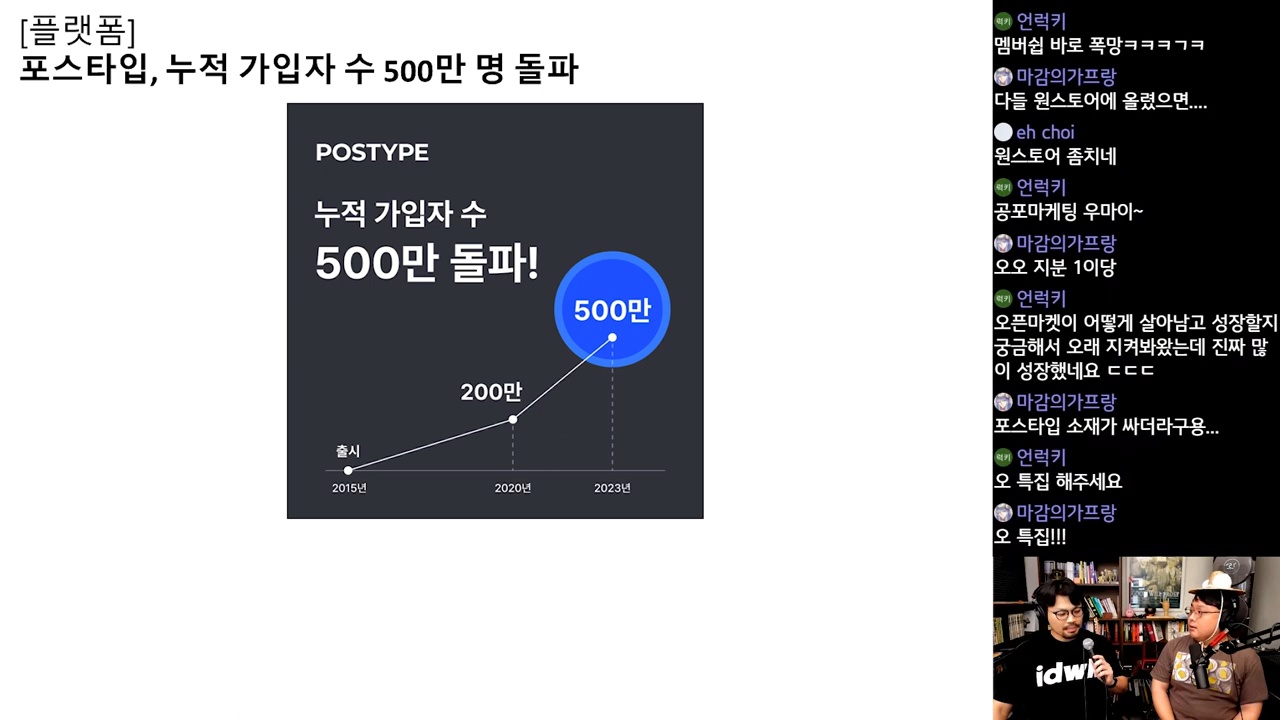 [플랫폼]
포스타입, 누적 가입자 수 500만 명 돌파
POSTYPE
누적 가입자 수
500만 돌파!
500만
200만
출시
2015년
2020년
2023년
럭키 언럭키
멤버쉽 바로 폭망ㅋㅋㅋㄱㅋ
마감의가프랑
다들 원스토어에 올렸으면....
eh choi
원스토어 좀치네
럭키 언럭키
공포마케팅 우마이~
마감의가프랑
오오 지분 1이당
럭키 언럭키
오픈마켓이 어떻게 살아남고 성장할지
궁금해서 오래 지켜봐왔는데 진짜 많
이 성장했네요 ㄷㄷㄷ
마감의가프랑
포스타입 소재가 싸더라구용...
럭키 언럭키
오 특집 해주세요
마감의가프랑
오 특집!!!